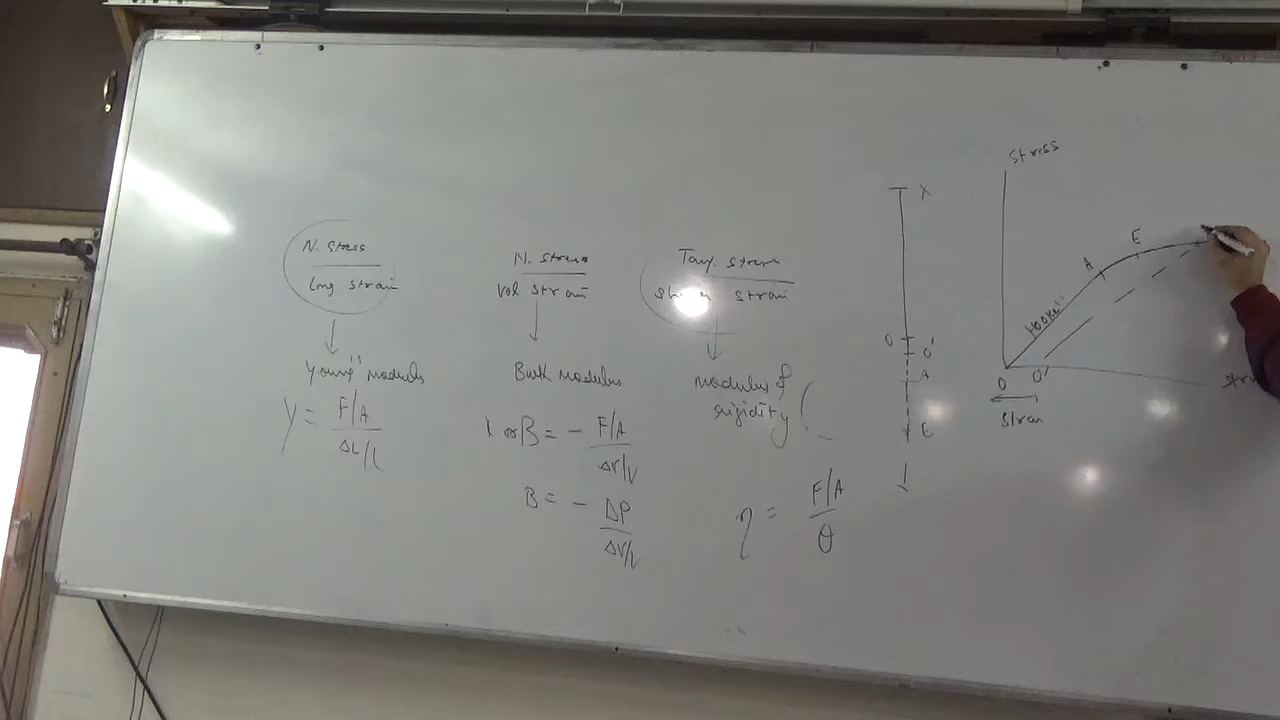 N. Stress
Long. Strain
Young's modulus
Y = F/A
ΔL/L
N. Stress
Vol Strain
Bulk Modulus
B = - F/A
ΔV/V
B = - ΔP
ΔV/V
Tang. Stress
Strain
modulus of
rigidity
η = F/A
θ
X
O
O'
A
E
Stress
E
A
Hooke's
O O'
Strain